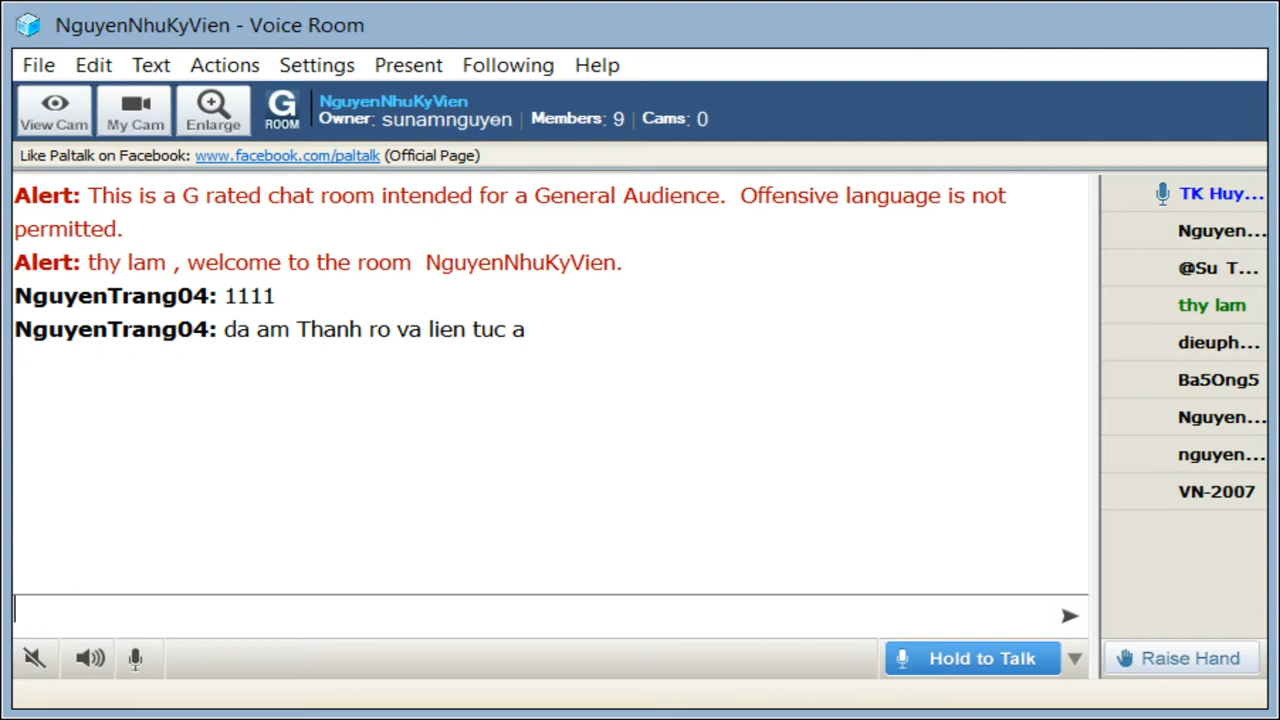 NguyenNhuKyVien - Voice Room
File Edit Text Actions Settings Present Following Help
View Cam My Cam Enlarge
G ROOM
NguyenNhuKyVien
Owner: sunamnguyen | Members: 9 | Cams: 0
Like Paltalk on Facebook: www.facebook.com/paltalk (Official Page)
Alert: This is a G rated chat room intended for a General Audience. Offensive language is not
permitted.
Alert: thy lam , welcome to the room NguyenNhuKyVien.
NguyenTrang04: 1111
NguyenTrang04: da am Thanh ro va lien tuc a
TK Huy...
Nguyen...
@Su T...
thy lam
dieuph...
Ba5Ong5
Nguyen...
nguyen...
VN-2007
Hold to Talk
Raise Hand